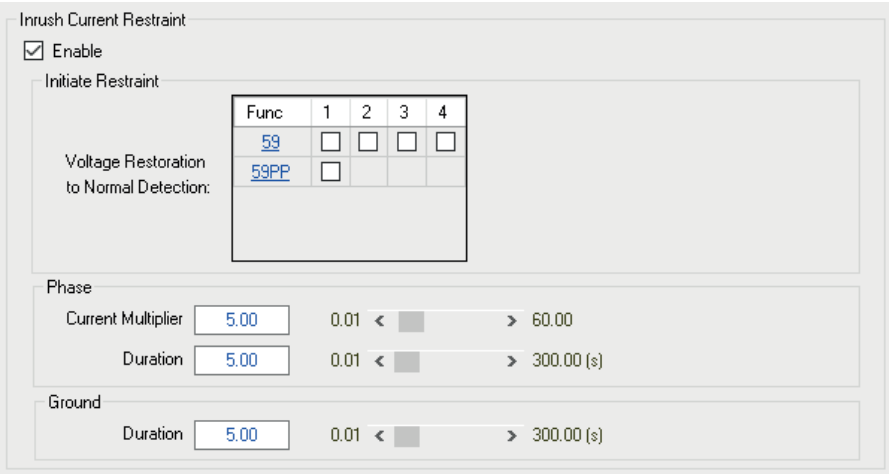 Inrush Current Restraint
Enable
Initiate Restraint
Func 1 2 3 4
59
Voltage Restoration
to Normal Detection:
59PP
Phase
Current Multiplier 5.00 0.01 < > 60.00
Duration 5.00 0.01 < > 300.00 (s)
Ground
Duration 5.00 0.01 < > 300.00 (s)